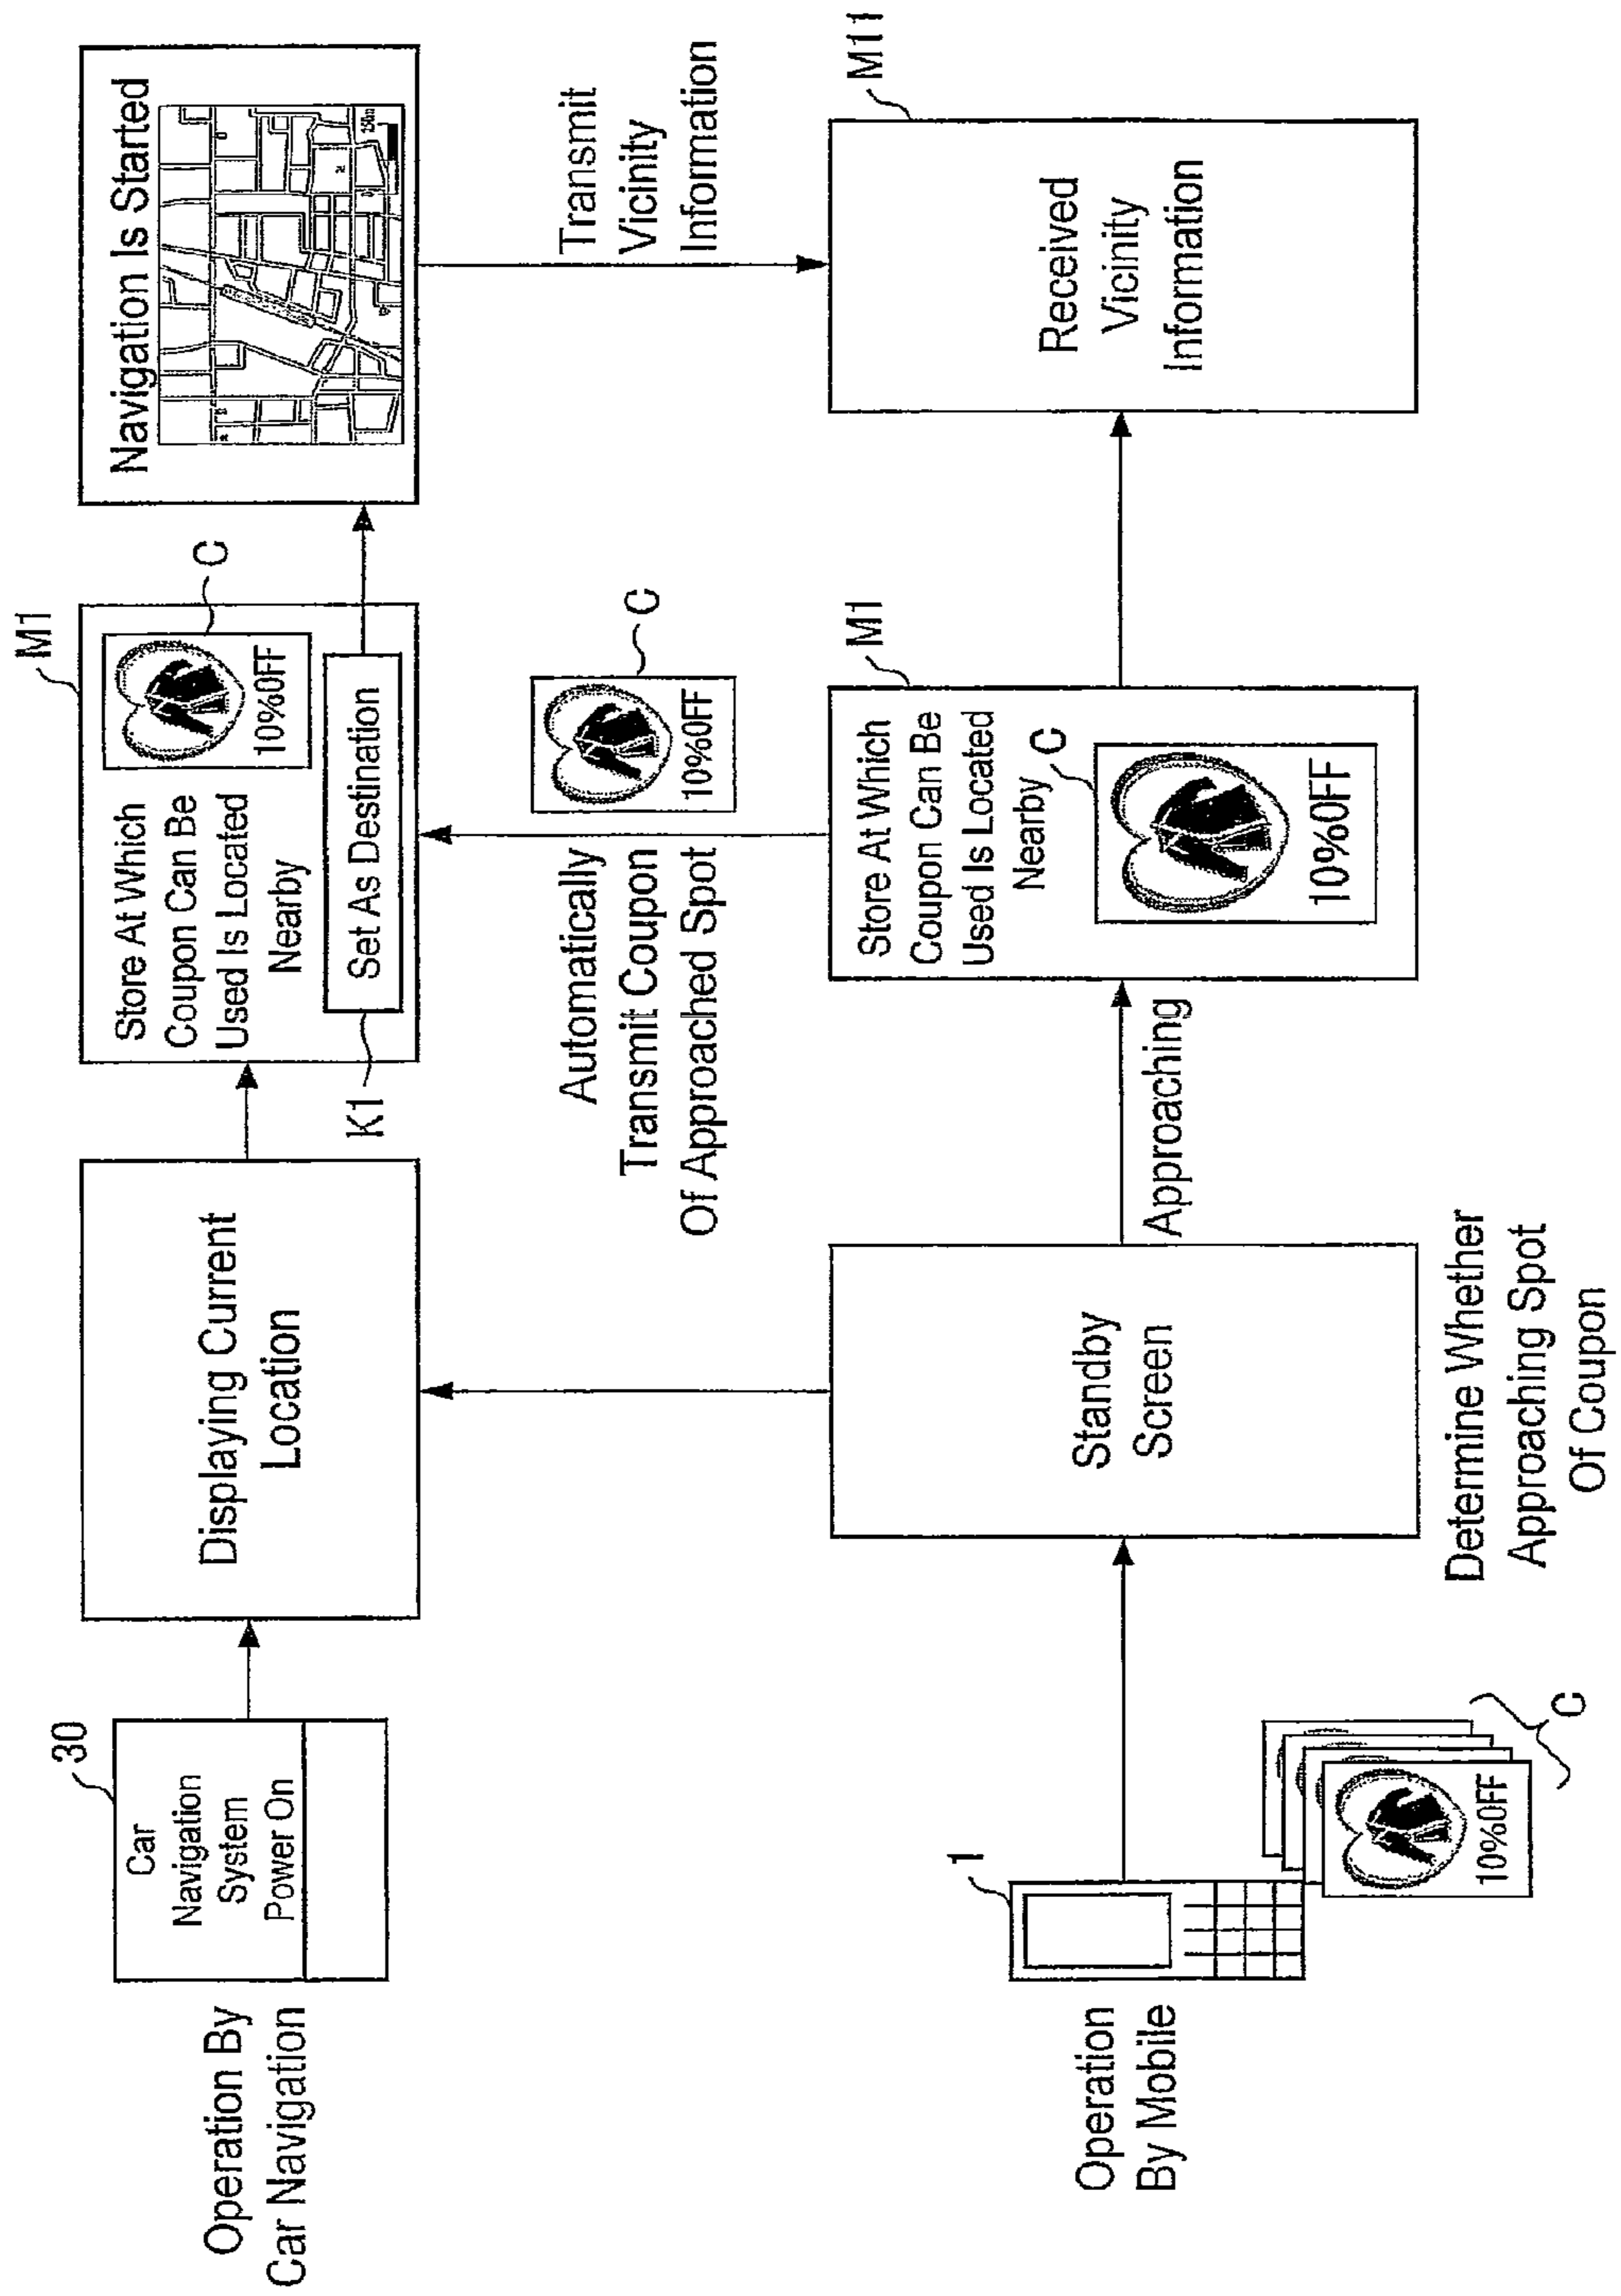 Operation By
Car Navigation
30
Car
Navigation
System
Power On
Displaying Current
Location
M1
Store At Which
Coupon Can Be
Used Is Located
Nearby
C
10%OFF
Set As Destination
K1
Navigation Is Started
150m
Automatically
Transmit Coupon
Of Approached Spot
C
10%OFF
Transmit
Vicinity
Information
Operation
By Mobile
1
C
10%OFF
Standby
Screen
Determine Whether
Approaching Spot
Of Coupon
Approaching
M1
Store At Which
Coupon Can Be
Used Is Located
Nearby
C
10%OFF
M11
Received
Vicinity
Information